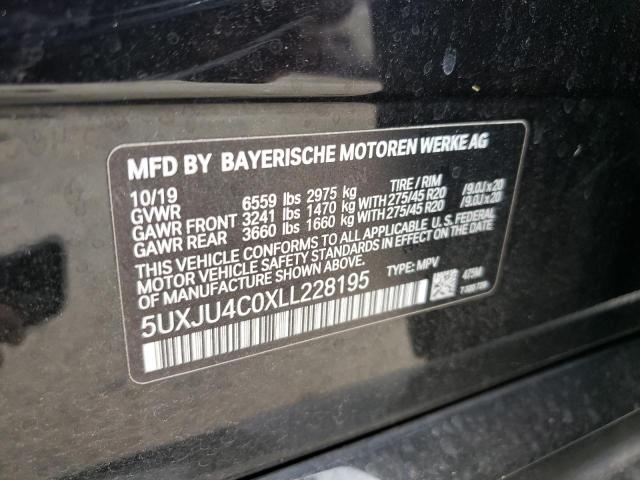 MFD BY BAYERISCHE MOTOREN WERKE AG
10/19 TIRE / RIM
GVWR 6559 lbs 2975 kg
GAWR FRONT 3241 lbs 1470 kg WITH 275/45 R20 /9.0J x 20
GAWR REAR 3660 lbs 1660 kg WITH 275/45 R20 /9.0J x 20
THIS VEHICLE CONFORMS TO ALL APPLICABLE U.S. FEDERAL
MOTOR VEHICLE SAFETY STANDARDS IN EFFECT ON THE DATE
OF MANUFACTURE SHOWN ABOVE.
5UXJU4C0XLL228195 TYPE: MPV